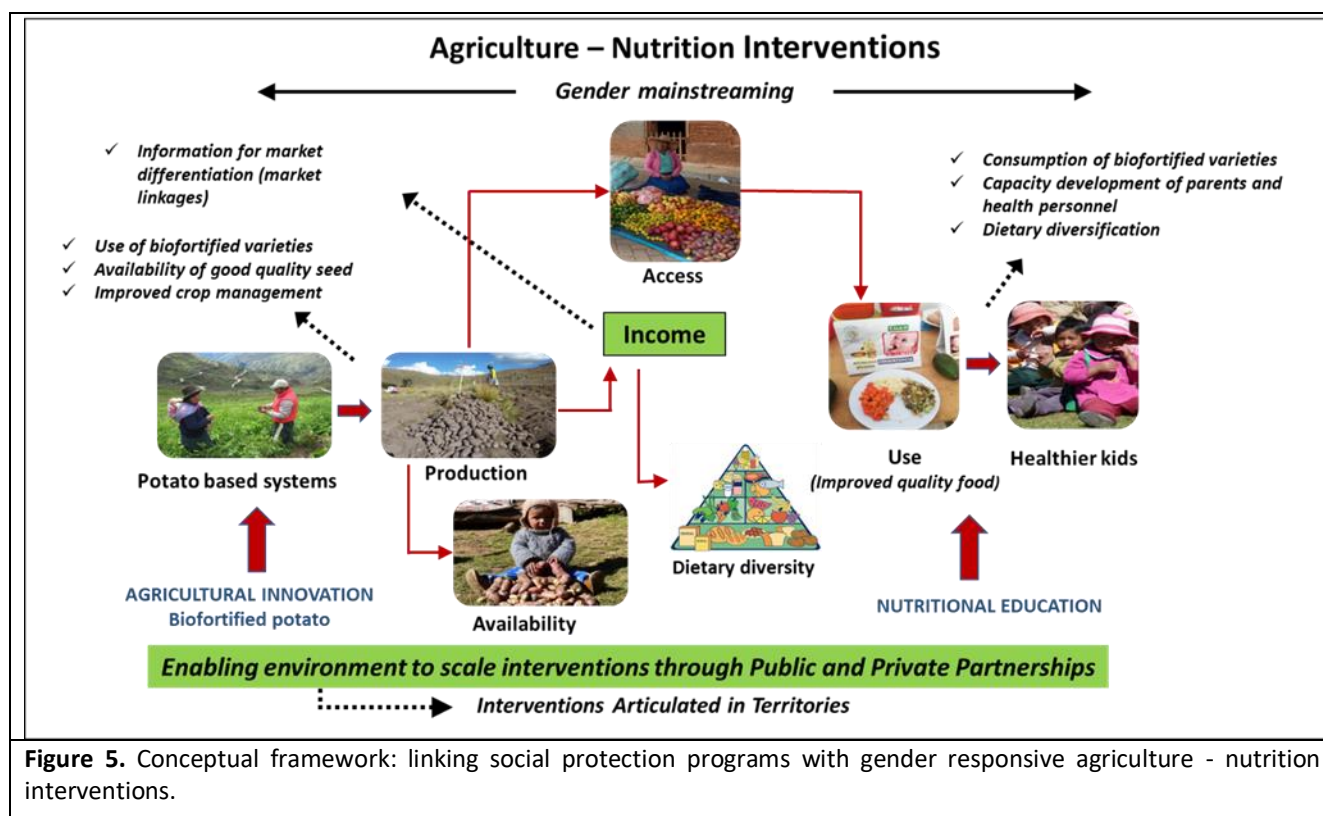 Agriculture – Nutrition Interventions
Gender mainstreaming
✓ Information for market
differentiation (market
linkages)
✓ Use of biofortified varieties
✓ Availability of good quality seed
✓ Improved crop management
✓ Consumption of biofortified varieties
✓ Capacity development of parents and
health personnel
✓ Dietary diversification
Access
Income
Potato based systems
Production
Use
(Improved quality food)
Healthier kids
Dietary diversity
Availability
AGRICULTURAL INNOVATION
Biofortified potato
NUTRITIONAL EDUCATION
Enabling environment to scale interventions through Public and Private Partnerships
Interventions Articulated in Territories
Figure 5. Conceptual framework: linking social protection programs with gender responsive agriculture - nutrition
interventions.